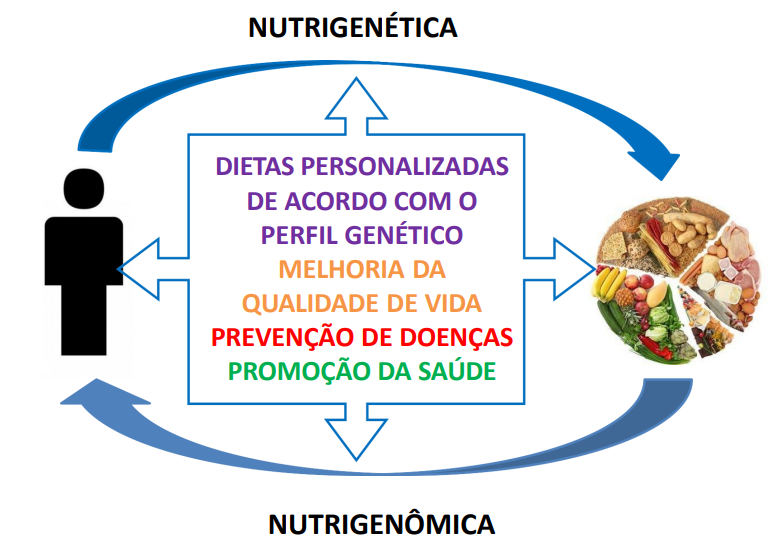 NUTRIGENÉTICA
DIETAS PERSONALIZADAS
DE ACORDO COM O
PERFIL GENÉTICO
MELHORIA DA
QUALIDADE DE VIDA
PREVENÇÃO DE DOENÇAS
PROMOÇÃO DA SAÚDE
NUTRIGENÔMICA